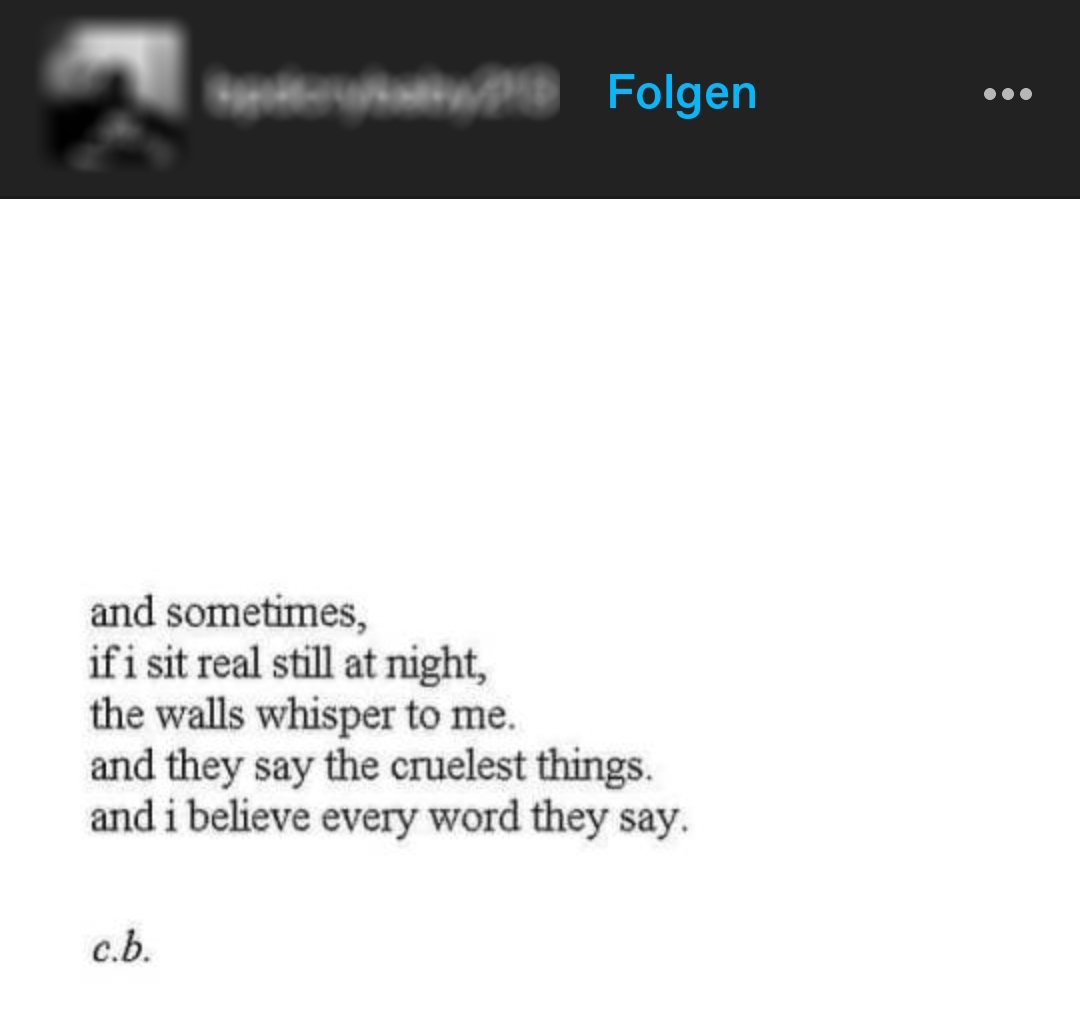 Folgen
and sometimes,
if i sit real still at night,
the walls whisper to me.
and they say the cruelest things.
and i believe every word they say.
c.b.